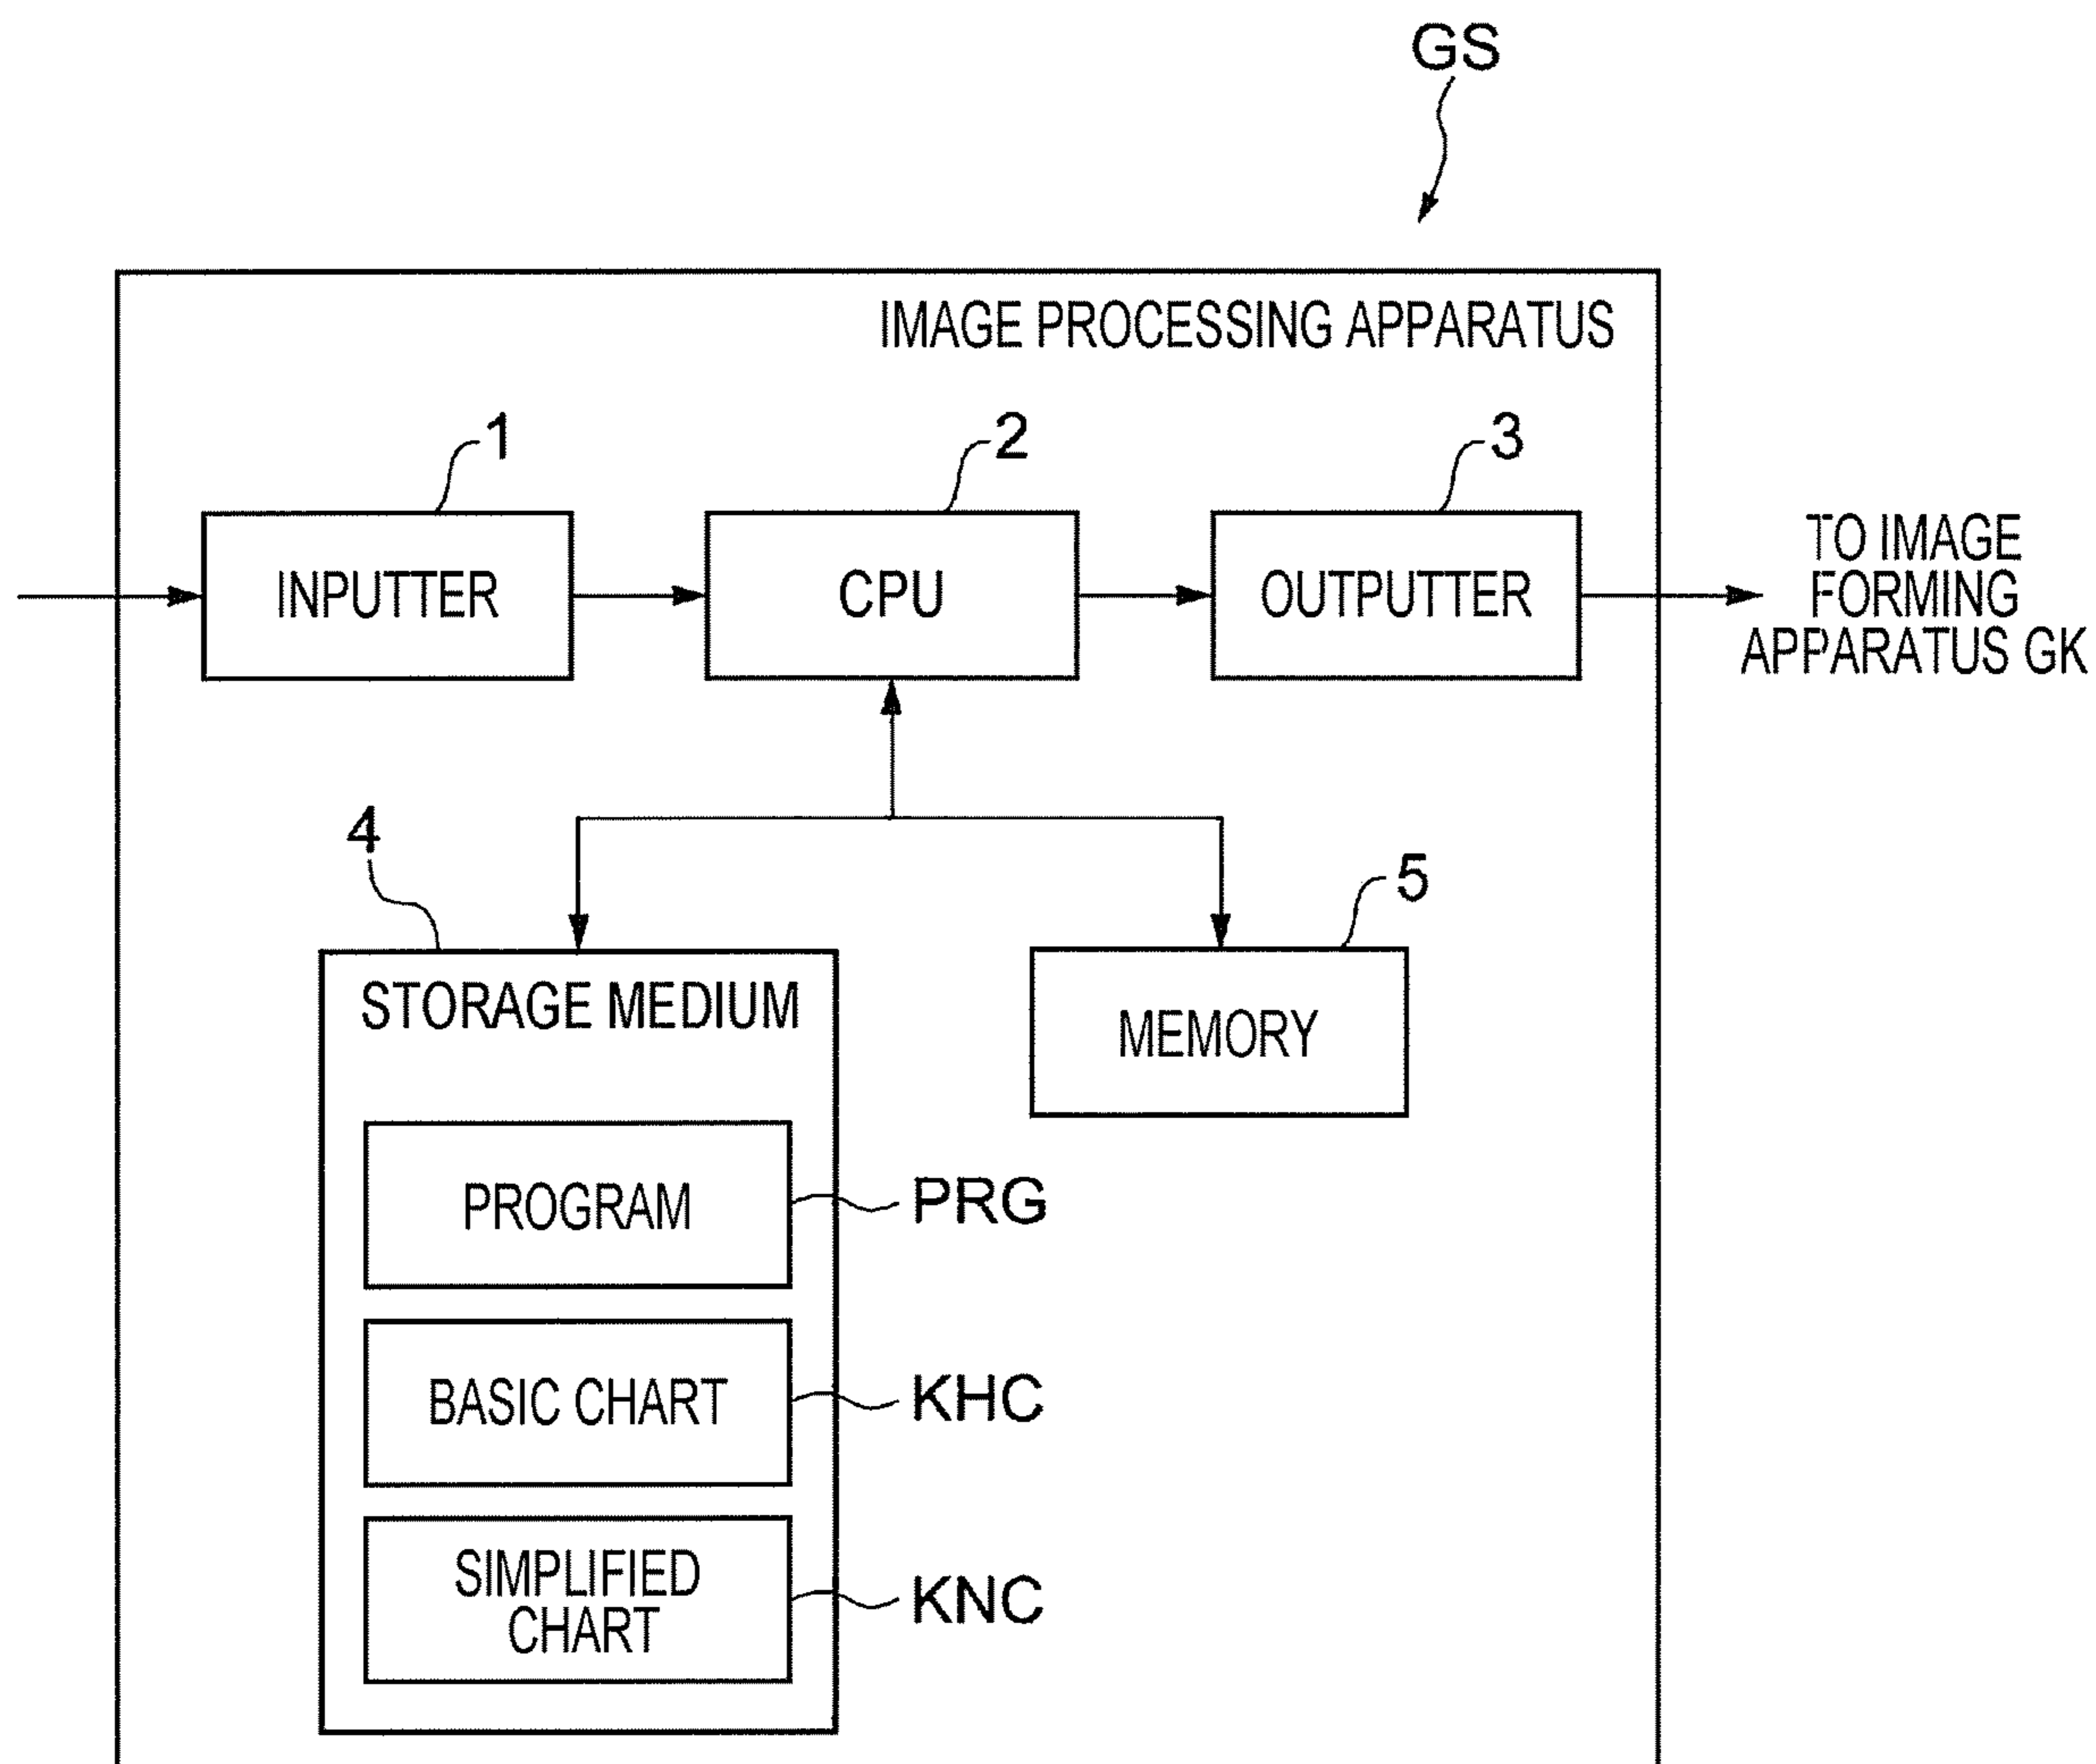 GS
IMAGE PROCESSING APPARATUS
1
2
3
INPUTTER
CPU
OUTPUTTER
TO IMAGE
FORMING
APPARATUS GK
4
5
STORAGE MEDIUM
MEMORY
PROGRAM
PRG
BASIC CHART
KHC
SIMPLIFIED
CHART
KNC